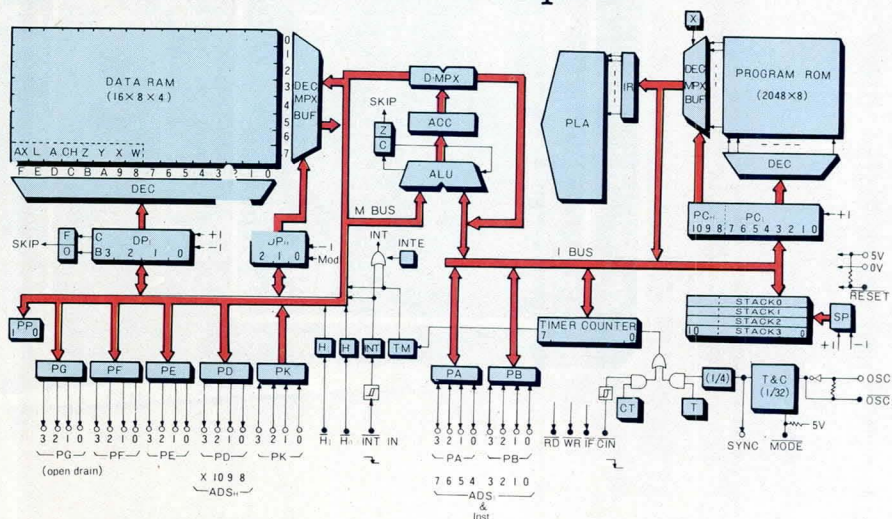 X
0
1
2
3
4
5
6
7
DATA RAM
(16×8×4)
DEC
MPX
BUF
AX L A CH Z Y X W
F E D C B A 9 8 7 6 5 4 3 2 1 0
DEC
D-MPX
SKIP
ACC
Z
C
ALU
PLA
IR
DEC
MPX
BUF
PROGRAM ROM
(2048×8)
DEC
M BUS
SKIP
F
O
C
B
DPL
3 2 1 0
+1
-1
DPH
2 1 0
-1
Mod
INT
INTE
I BUS
PCH
PCL
10 9 8 7 6 5 4 3 2 1 0
+1
5V
0V
RESET
STACK0
STACK1
STACK2
STACK3
10
0
SP
+1
-1
PP
1 0
TIMER COUNTER
7 0
H
H
INT
TM
PG
PF
PE
PD
PK
PA
PB
CT
T
(1/4)
T&C
(1/32)
OSC
OSC
5V
3 2 1 0
3 2 1 0
3 2 1 0
3 2 1 0
3 2 1 0
INT IN
3 2 1 0
3 2 1 0
RD WR IF CIN
SYNC
MODE
PG
PF
PE
PD
PK
PA
PB
(open drain)
X 10 9 8
ADSH
7 6 5 4 3 2 1 0
ADS
&
Inst